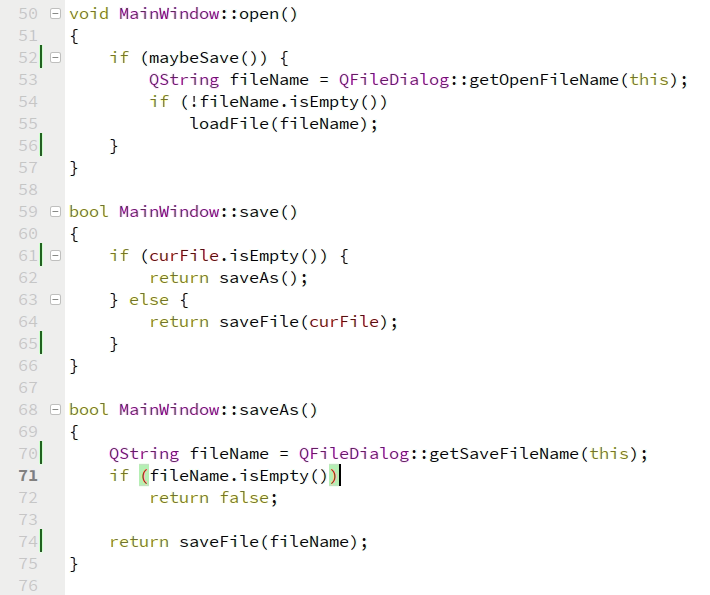 50 void MainWindow::open()
51 {
52     if (maybeSave()) {
53         QString fileName = QFileDialog::getOpenFileName(this);
54         if (!fileName.isEmpty())
55             loadFile(fileName);
56     }
57 }
58
59 bool MainWindow::save()
60 {
61     if (curFile.isEmpty()) {
62         return saveAs();
63     } else {
64         return saveFile(curFile);
65     }
66 }
67
68 bool MainWindow::saveAs()
69 {
70     QString fileName = QFileDialog::getSaveFileName(this);
71     if (fileName.isEmpty())
72         return false;
73
74     return saveFile(fileName);
75 }
76